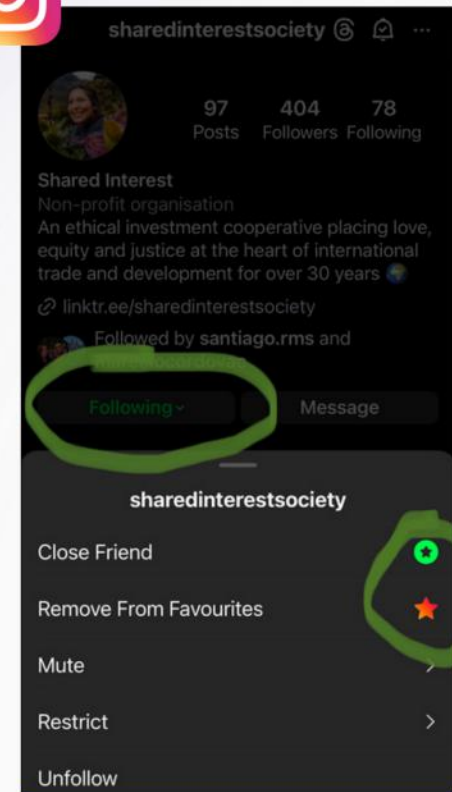 sharedinterestsociety
97 404 78
Posts Followers Following
Shared Interest
Non-profit organisation
An ethical investment cooperative placing love,
equity and justice at the heart of international
trade and development for over 30 years
linktr.ee/sharedinterestsociety
Followed by santiago.rms and
Following Message
sharedinterestsociety
Close Friend
Remove From Favourites
Mute
Restrict
Unfollow